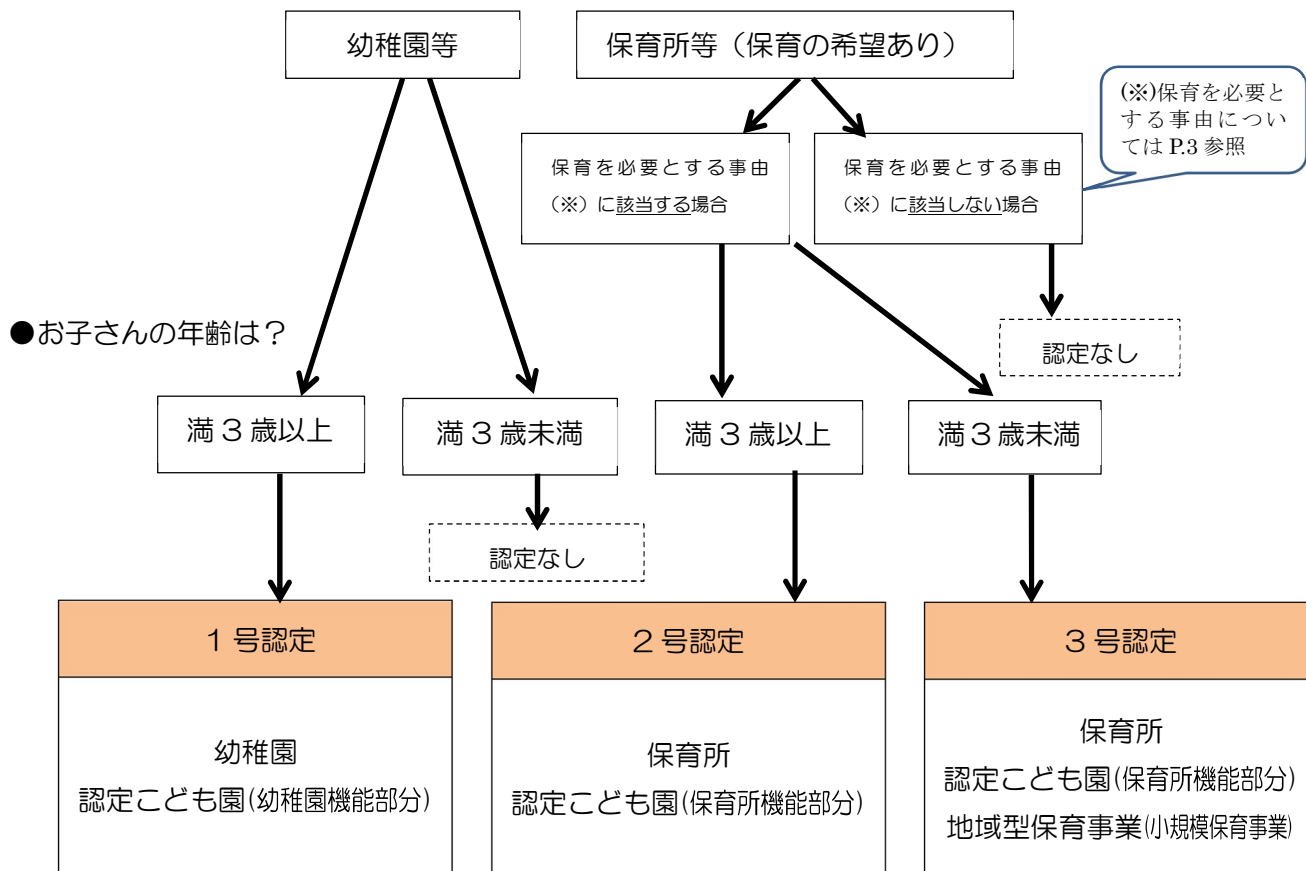 幼稚園等
保育所等（保育の希望あり）
(※)保育を必要と
する事由につい
ては P.3 参照
保育を必要とする事由
（※）に該当する場合
保育を必要とする事由
（※）に該当しない場合
●お子さんの年齢は？
認定なし
満３歳以上
満３歳未満
満３歳以上
満３歳未満
認定なし
１号認定
２号認定
３号認定
幼稚園
認定こども園(幼稚園機能部分)
保育所
認定こども園(保育所機能部分)
保育所
認定こども園(保育所機能部分)
地域型保育事業(小規模保育事業)